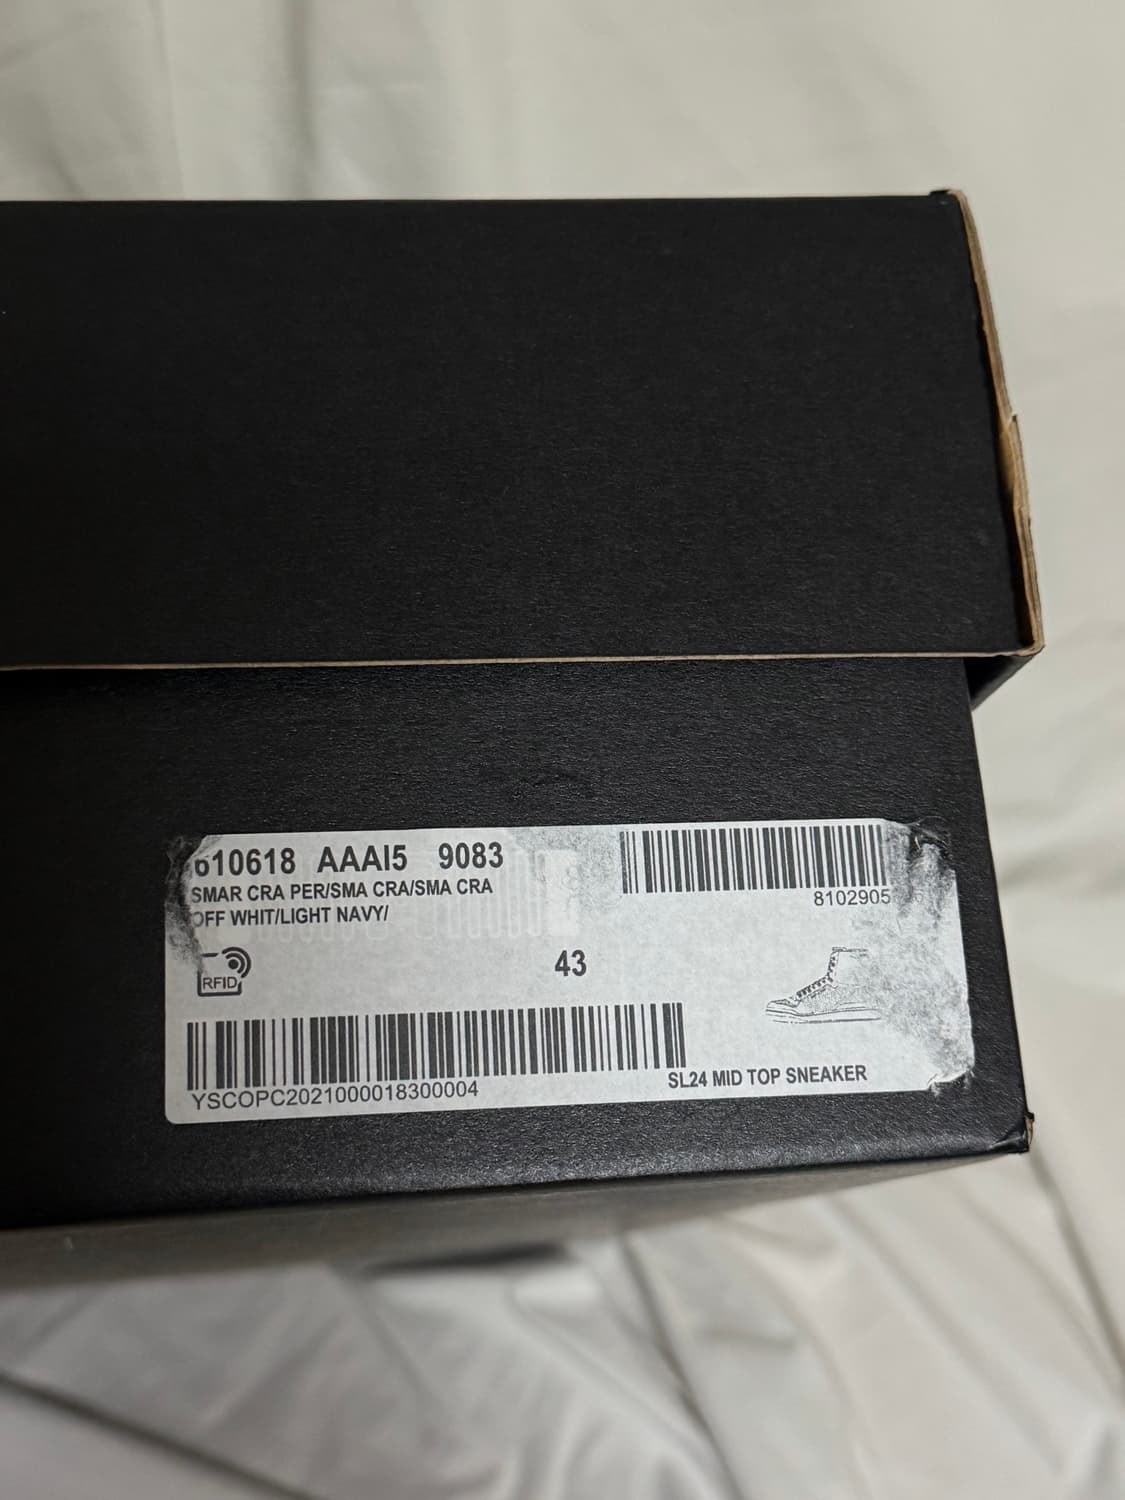 610618 AAAI5 9083
SMAR CRA PER/SMA CRA/SMA CRA
OFF WHIT/LIGHT NAVY/
8102905
RFID
43
YSCOPC2021000018300004
SL24 MID TOP SNEAKER